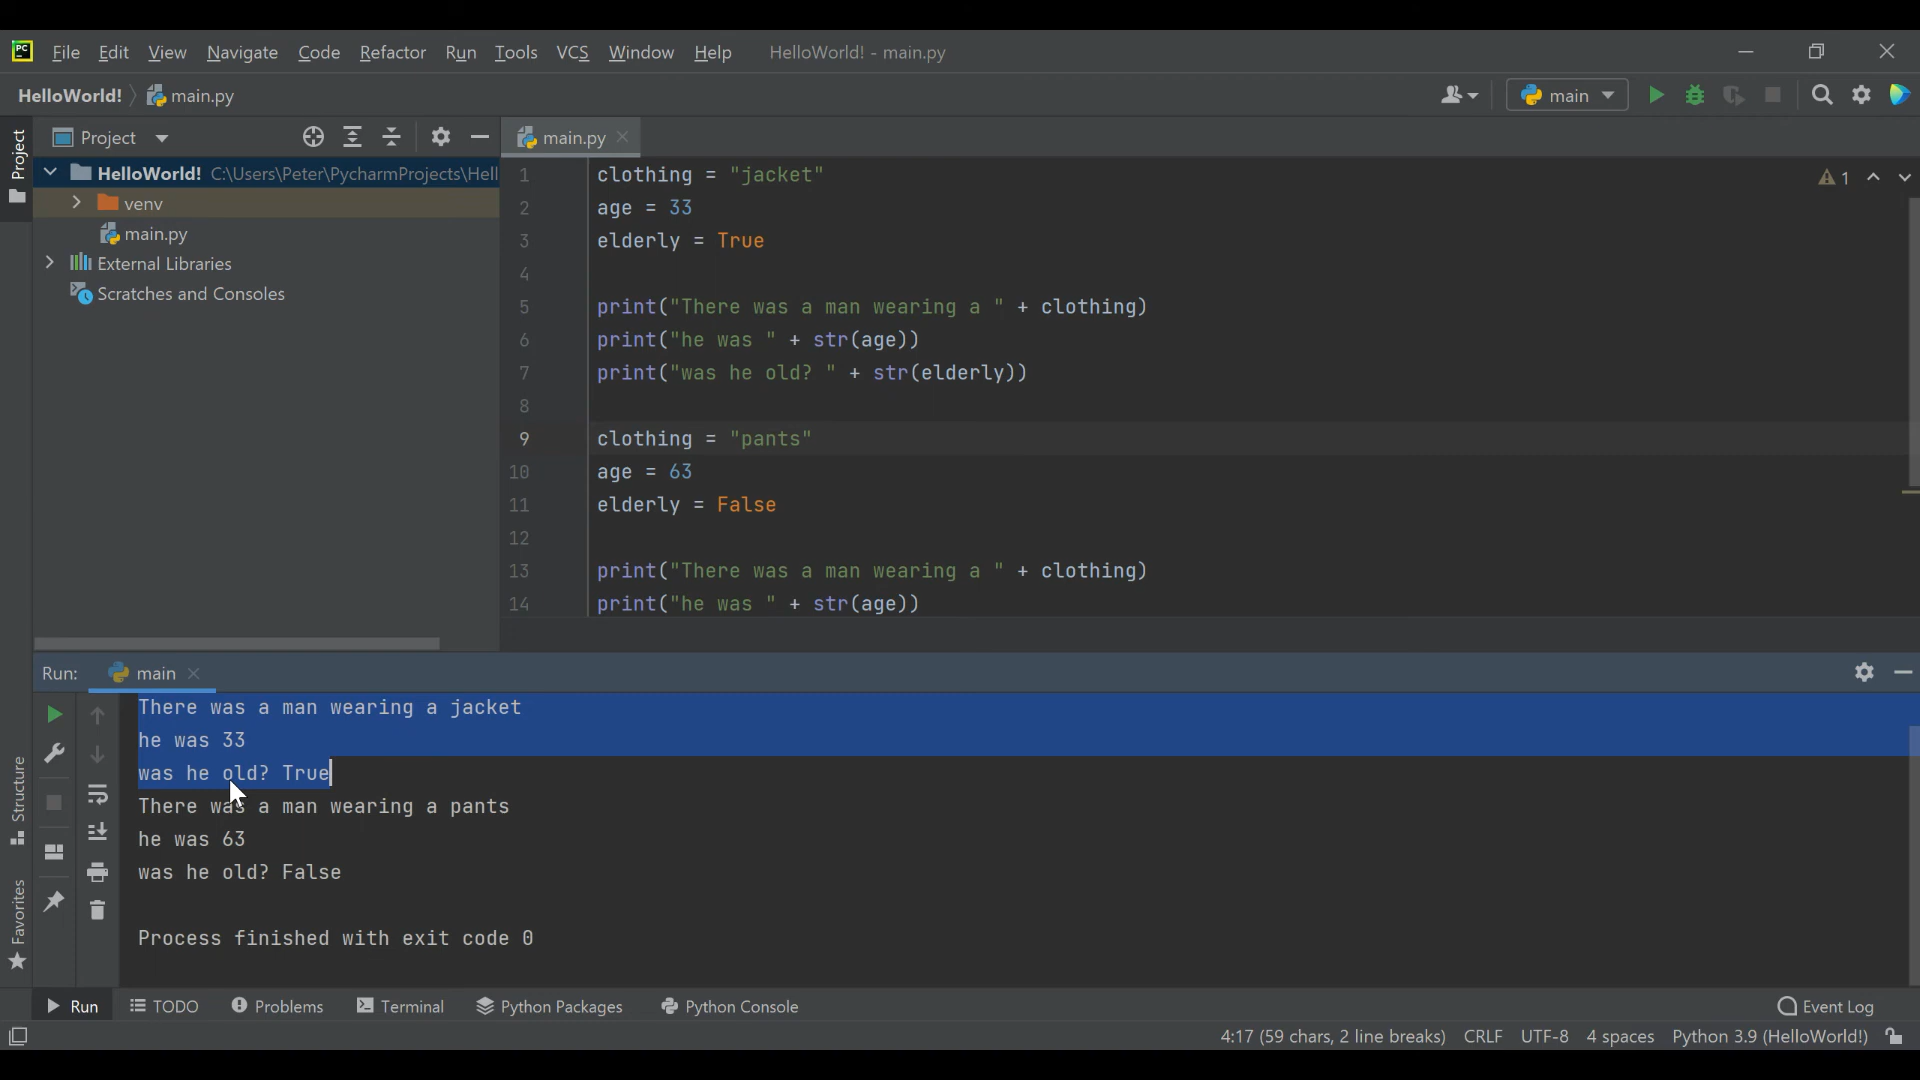 PC File Edit View Navigate Code Refactor Run Tools VCS Window Help HelloWorld! - main.py
HelloWorld! main.py main
Project
Project main.py
HelloWorld! C:\Users\Peter\PycharmProjects\Hell
venv
main.py
External Libraries
Scratches and Consoles
1 clothing = "jacket" 1
2 age = 33
3 elderly = True
4
5 print("There was a man wearing a " + clothing)
6 print("he was " + str(age))
7 print("was he old? " + str(elderly))
8
9 clothing = "pants"
10 age = 63
11 elderly = False
12
13 print("There was a man wearing a " + clothing)
14 print("he was " + str(age))
Run: main
There was a man wearing a jacket
he was 33
was he old? True
There was a man wearing a pants
he was 63
was he old? False
Process finished with exit code 0
Structure
Favorites
Run TODO Problems Terminal Python Packages Python Console Event Log
4:17 (59 chars, 2 line breaks) CRLF UTF-8 4 spaces Python 3.9 (HelloWorld!)